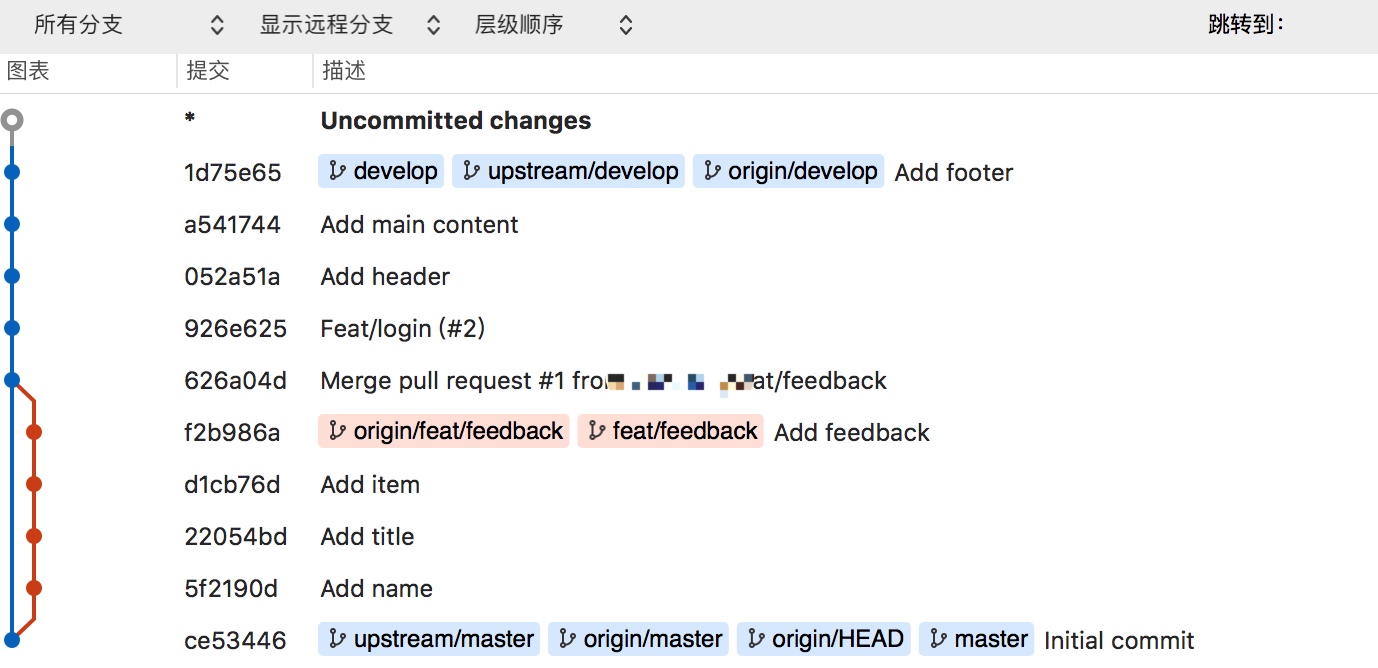 所有分支 显示远程分支 层级顺序 跳转到:
图表 提交 描述
* Uncommitted changes
1d75e65 develop upstream/develop origin/develop Add footer
a541744 Add main content
052a51a Add header
926e625 Feat/login (#2)
626a04d Merge pull request #1 at/feedback
f2b986a origin/feat/feedback feat/feedback Add feedback
d1cb76d Add item
22054bd Add title
5f2190d Add name
ce53446 upstream/master origin/master origin/HEAD master Initial commit